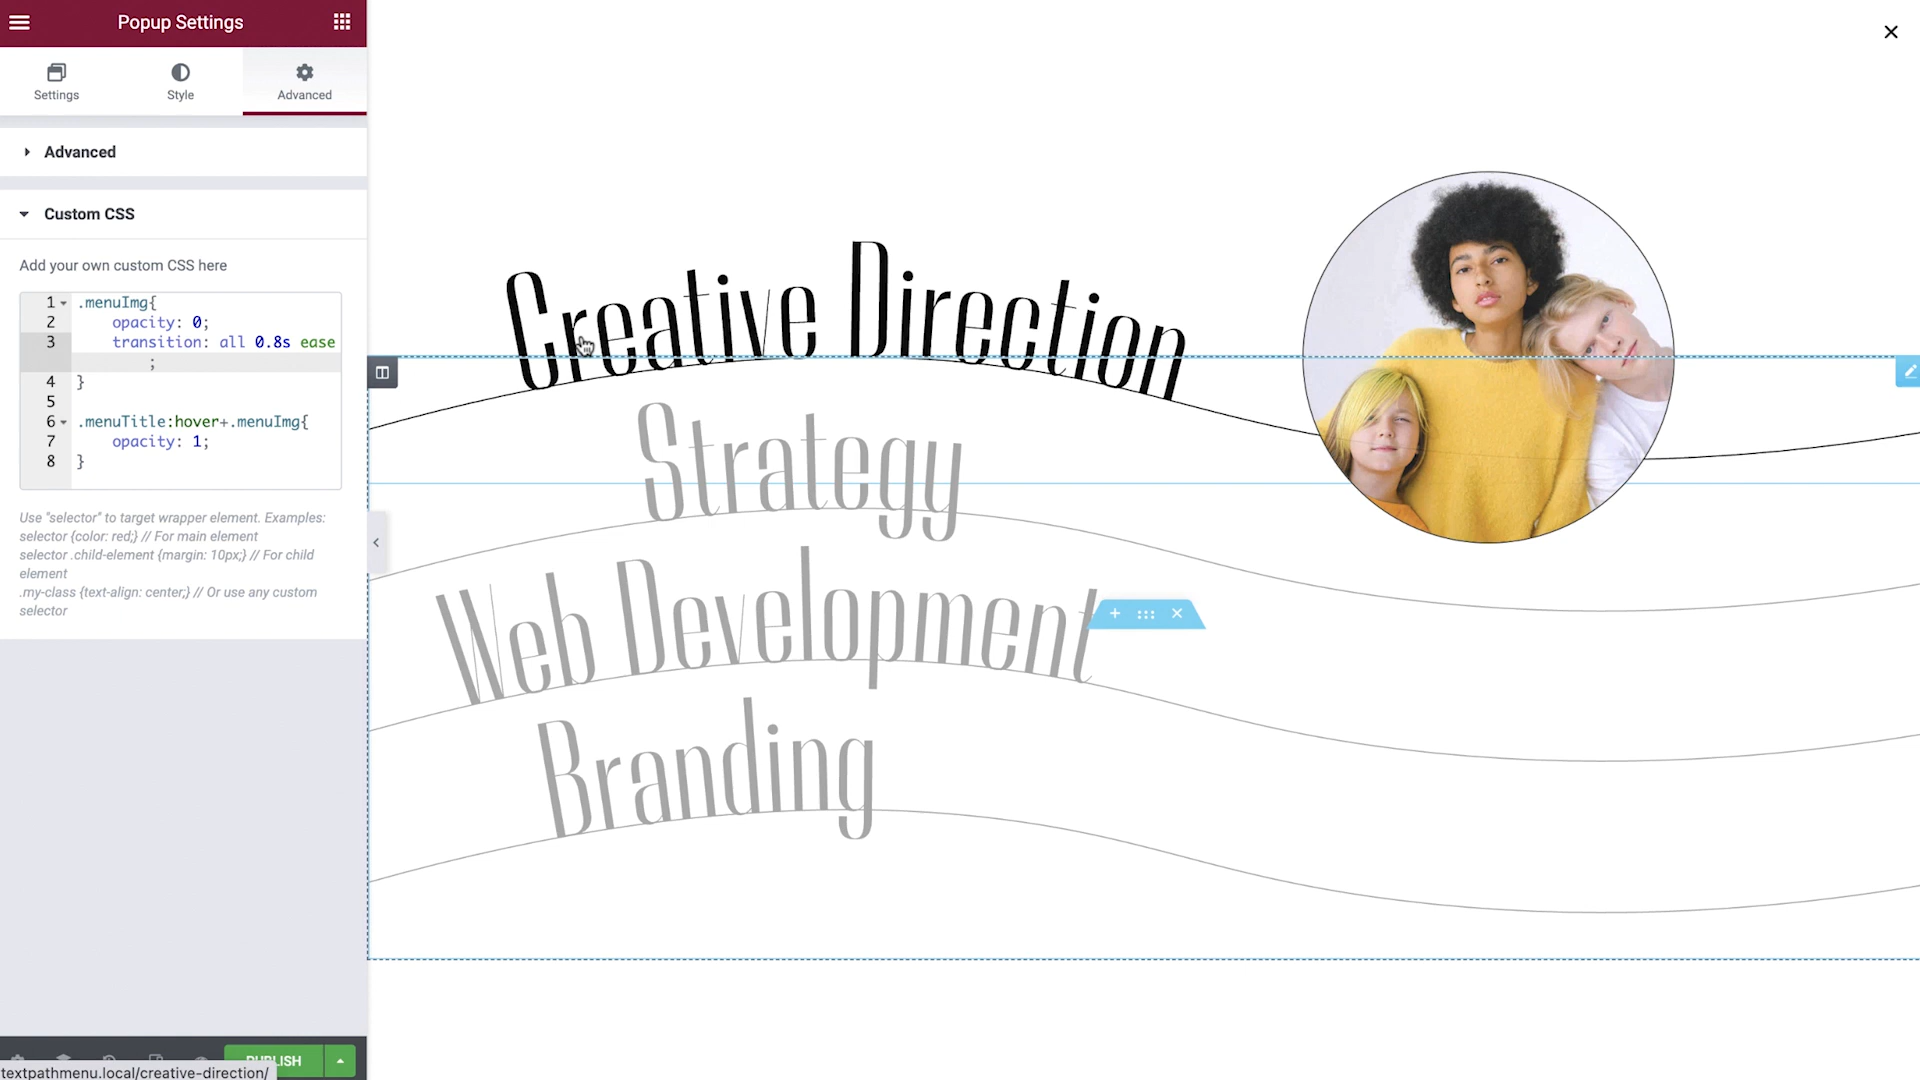 Popup Settings
Settings
Style
Advanced
Advanced
Custom CSS
Add your own custom CSS here
1 .menuImg{
2 opacity: 0;
3 transition: all 0.8s ease
;
4 }
5
6 .menuTitle:hover+.menuImg{
7 opacity: 1;
8 }
Use "selector" to target wrapper element. Examples:
selector {color: red;} // For main element
selector .child-element {margin: 10px;} // For child
element
.my-class {text-align: center;} // Or use any custom
selector
PUBLISH
textpathmenu.local/creative-direction/
Creative Direction
Strategy
Web Development
Branding